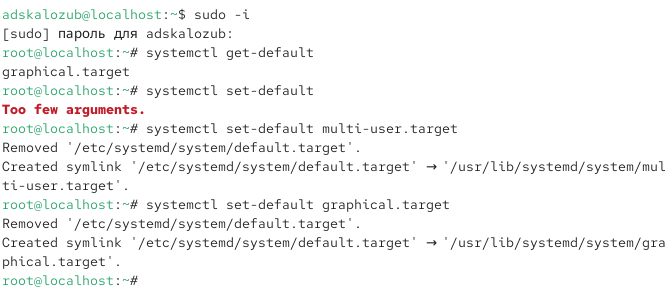 adskalozub@localhost:~$ sudo -i
[sudo] пароль для adskalozub:
root@localhost:~# systemctl get-default
graphical.target
root@localhost:~# systemctl set-default
Too few arguments.
root@localhost:~# systemctl set-default multi-user.target
Removed '/etc/systemd/system/default.target'.
Created symlink '/etc/systemd/system/default.target' → '/usr/lib/systemd/system/mul
ti-user.target'.
root@localhost:~# systemctl set-default graphical.target
Removed '/etc/systemd/system/default.target'.
Created symlink '/etc/systemd/system/default.target' → '/usr/lib/systemd/system/gra
phical.target'.
root@localhost:~#